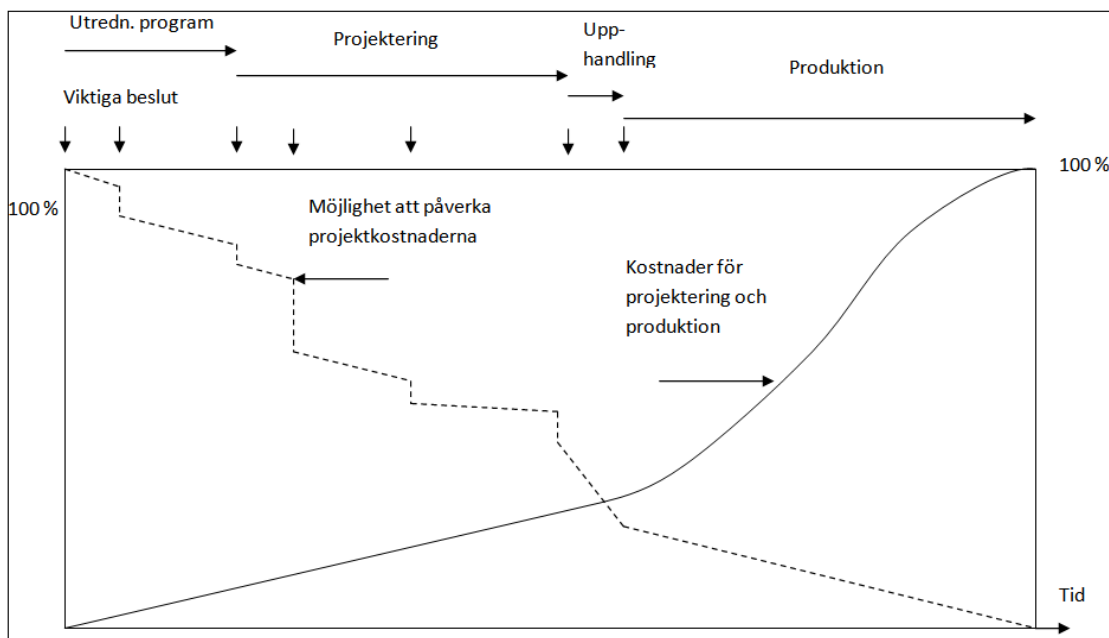 Utredn. program
Projektering
Upp-
handling
Produktion
Viktiga beslut
100 %
100 %
Möjlighet att påverka
projektkostnaderna
Kostnader för
projektering och
produktion
Tid